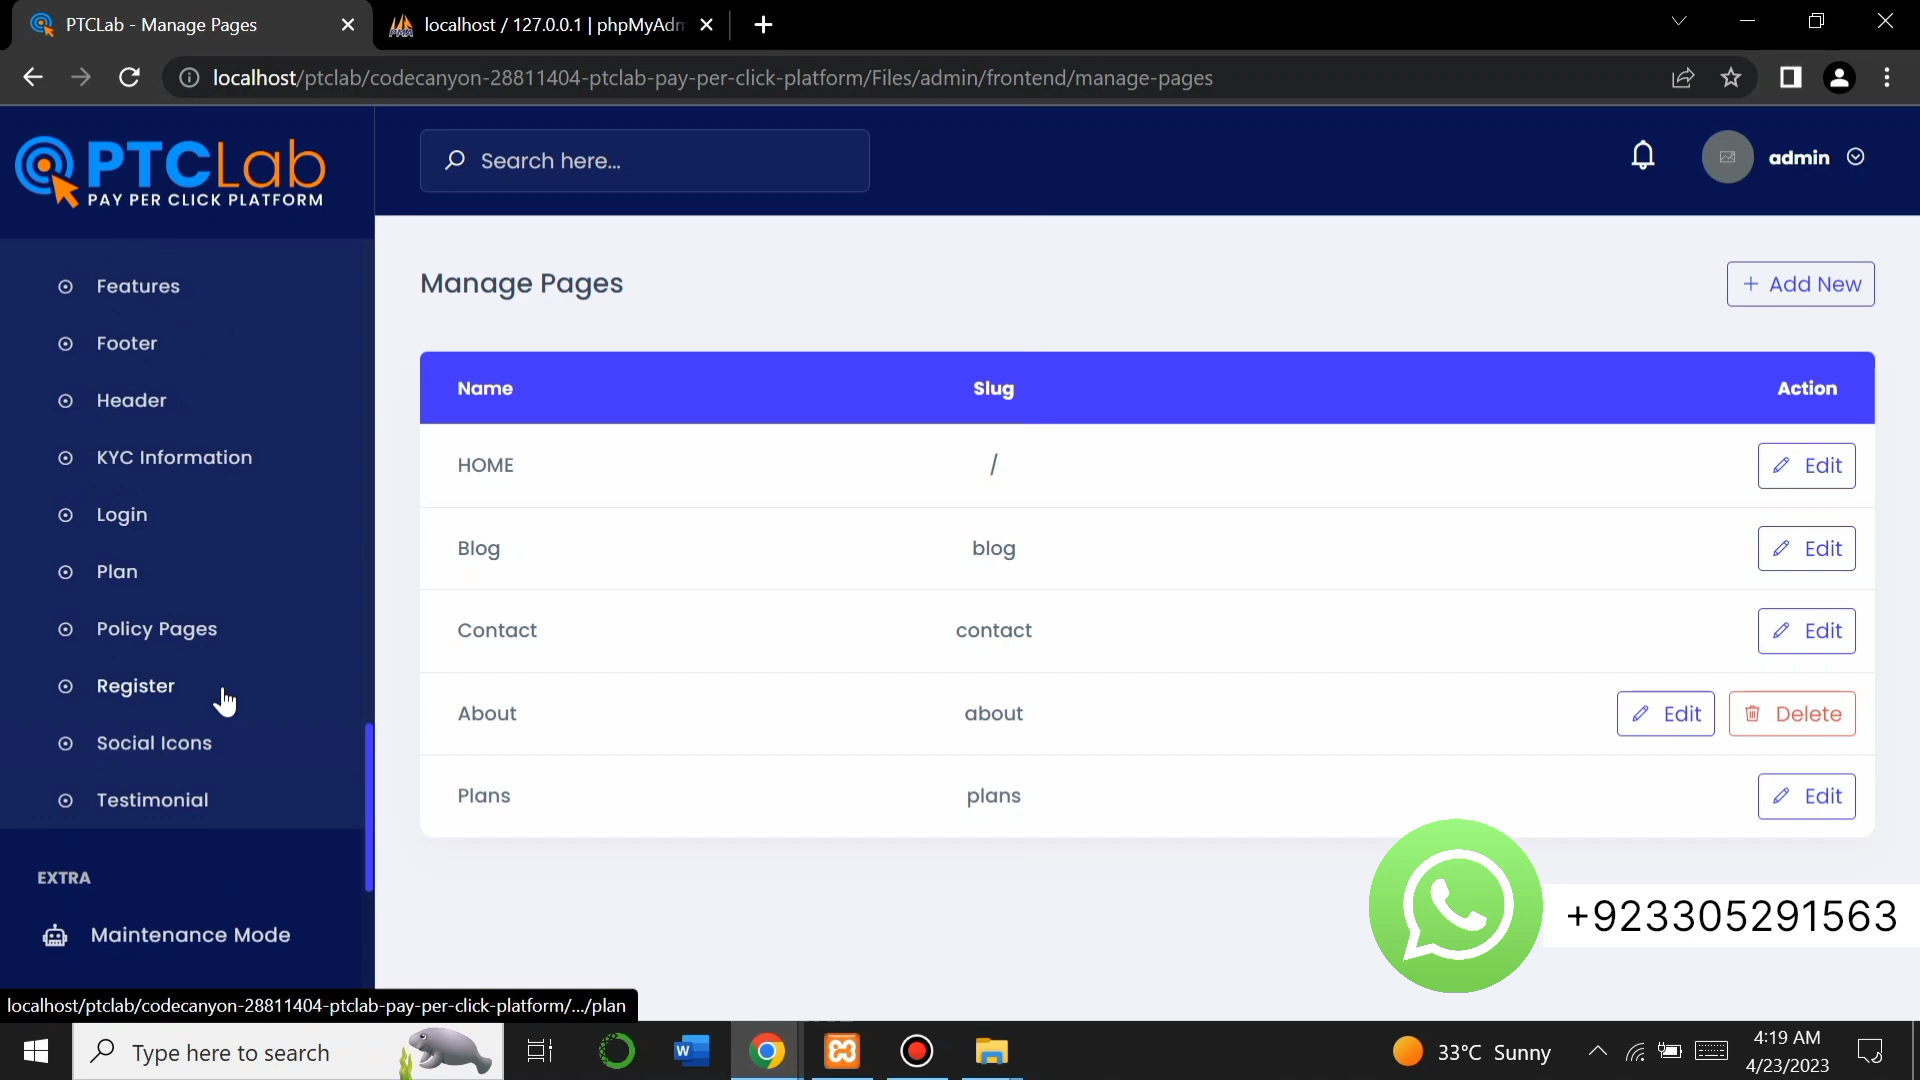 PTCLab - Manage Pages
localhost / 127.0.0.1 | phpMyAdm
localhost/ptclab/codecanyon-28811404-ptclab-pay-per-click-platform/Files/admin/frontend/manage-pages
PTCLab
PAY PER CLICK PLATFORM
Search here...
admin
Features
Footer
Header
KYC Information
Login
Plan
Policy Pages
Register
Social Icons
Testimonial
EXTRA
Maintenance Mode
Manage Pages
+ Add New
Name Slug Action
HOME / Edit
Blog blog Edit
Contact contact Edit
About about Edit Delete
Plans plans Edit
+923305291563
localhost/ptclab/codecanyon-28811404-ptclab-pay-per-click-platform/.../plan
Type here to search
33°C Sunny
4:19 AM
4/23/2023